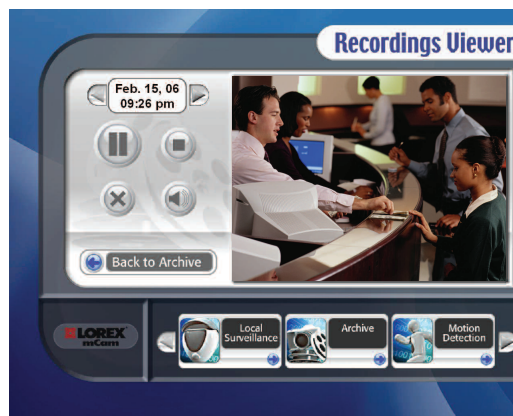 Recordings Viewer
Feb. 15, 06
09:26 pm
Back to Archive
LOREX
mCam
Local
Surveillance
Archive
Motion
Detection